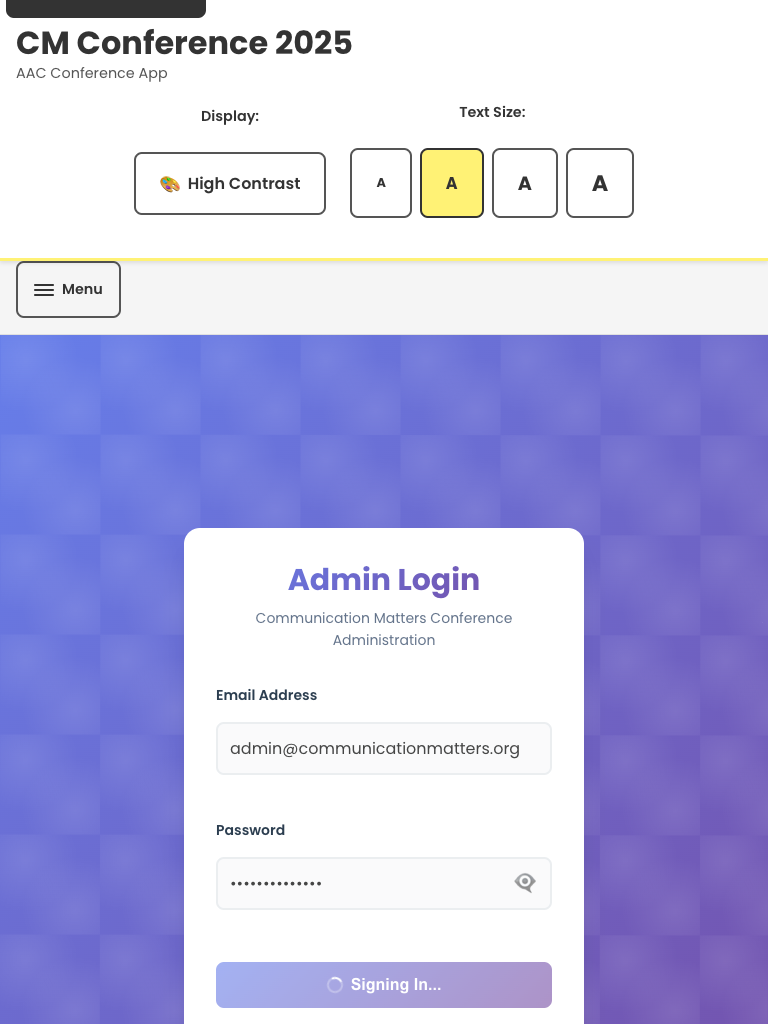 CM Conference 2025
AAC Conference App
Display:
Text Size:
High Contrast
A
A
A
A
Menu
Admin Login
Communication Matters Conference
Administration
Email Address
admin@communicationmatters.org
Password
••••••••••••••
Signing In...